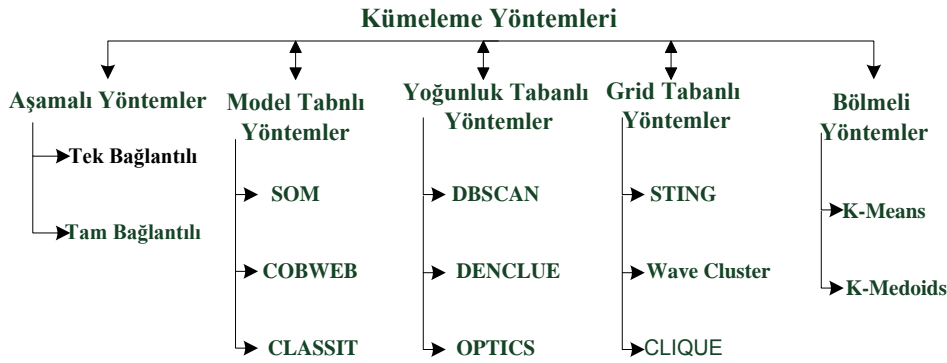 Kümeleme Yöntemleri
Aşamalı Yöntemler
Tek Bağlantılı
Tam Bağlantılı
Model Tabnlı
Yöntemler
SOM
COBWEB
CLASSIT
Yoğunluk Tabanlı
Yöntemler
DBSCAN
DENCLUE
OPTICS
Grid Tabanlı
Yöntemler
STING
Wave Cluster
CLIQUE
Bölmeli
Yöntemler
K-Means
K-Medoids